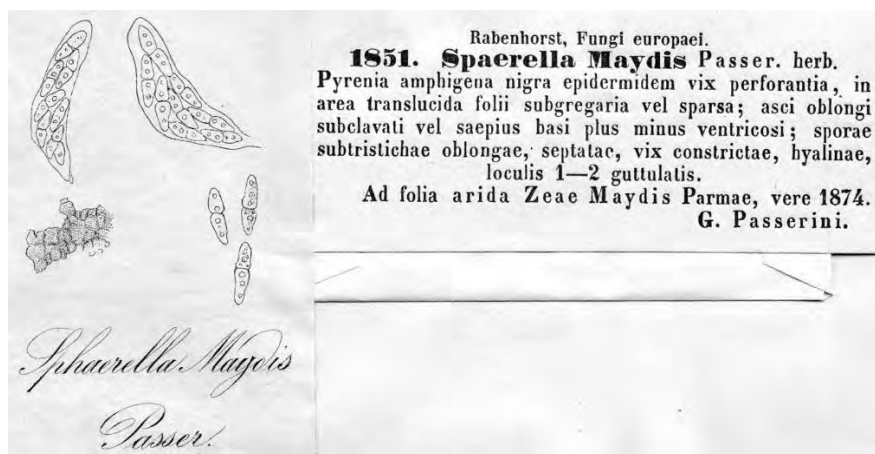 Rabenhorst, Fungi europaei.
1851. Spaerella Maydis Passer. herb.
Pyrenia amphigena nigra epidermidem vix perforantia, in
area translucida folii subgregaria vel sparsa; asci oblongi
subclavati vel saepius basi plus minus ventricosi; sporae
subtristichae oblongae, septatae, vix constrictae, hyalinae,
loculis 1—2 guttulatis.
Ad folia arida Zeae Maydis Parmae, vere 1874.
G. Passerini.
Sphaerella Maydis
Passer.